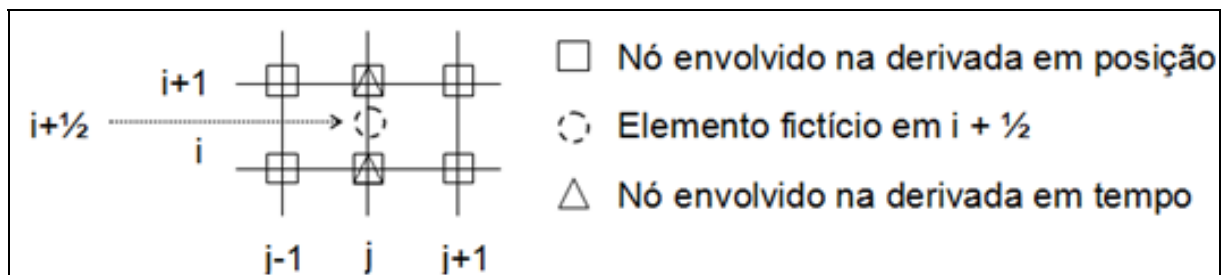 i+1
i+½
i
j-1 j j+1
Nó envolvido na derivada em posição
Elemento fictício em i + ½
Nó envolvido na derivada em tempo